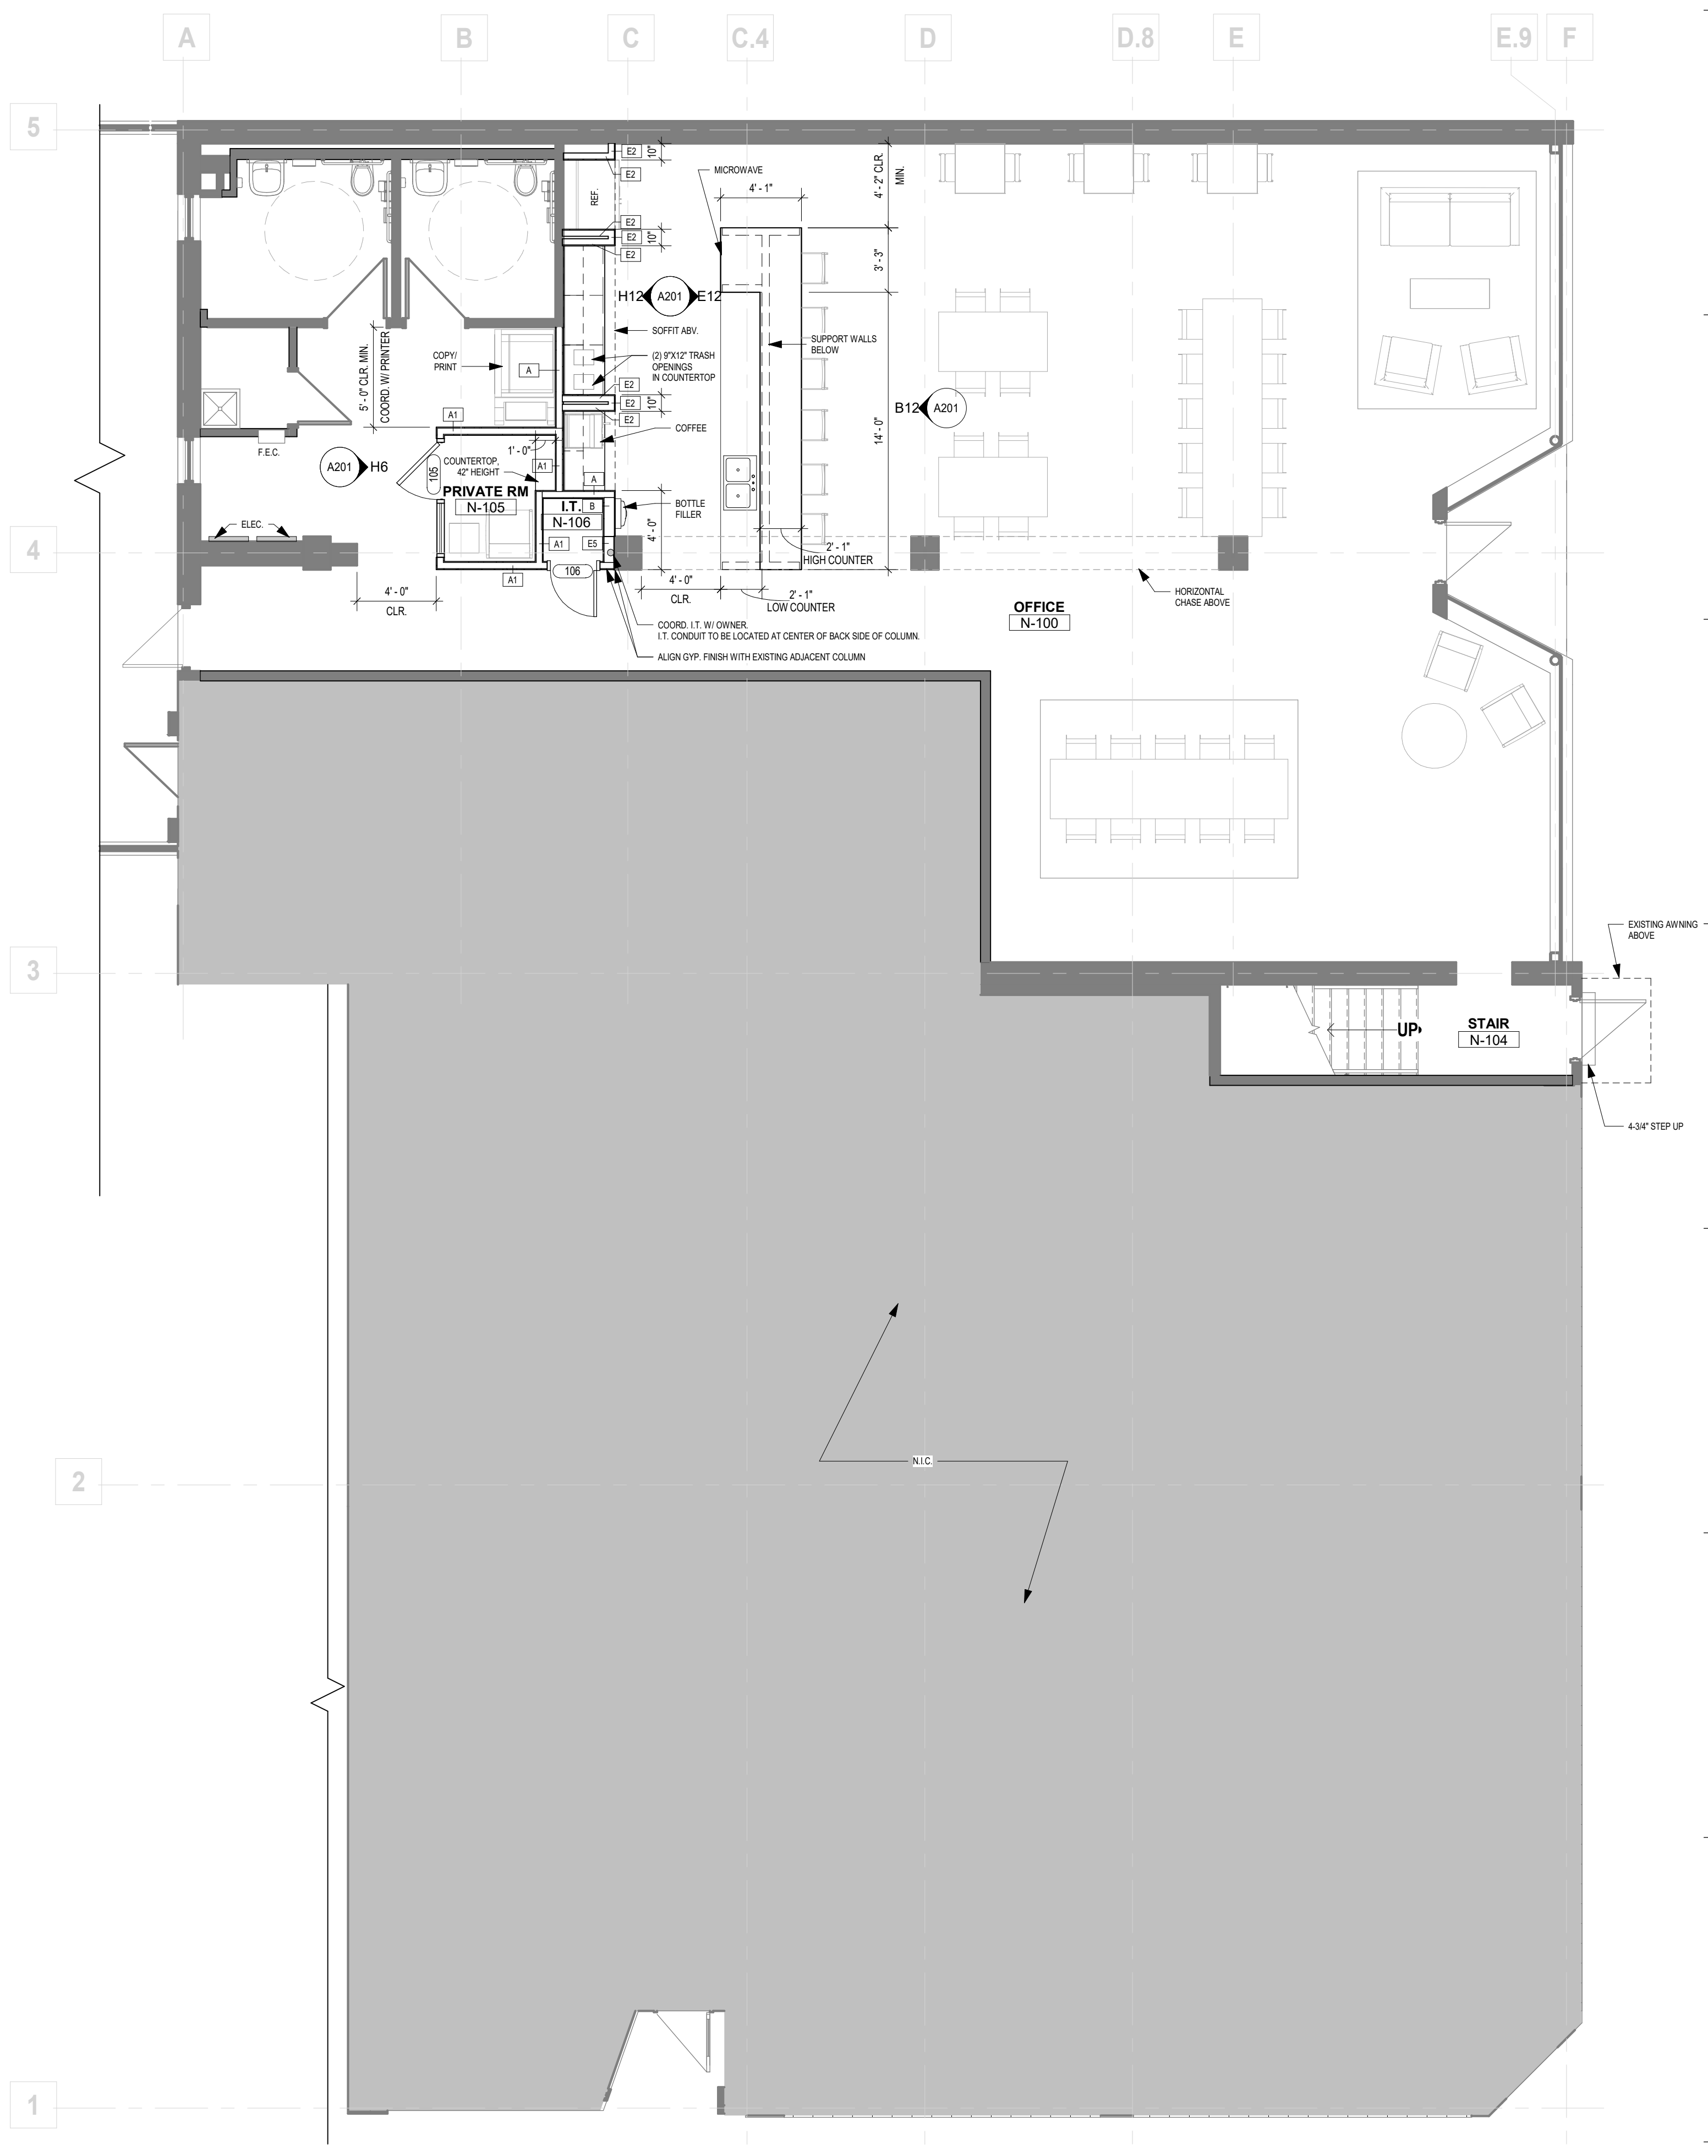 A
B
C
C.4
D
D.8
E
E.9
F
5
E2
10"
E2
REF.
MICROWAVE
4' - 1"
4' - 2" CLR.
MIN.
E2
E2
10"
E2
3' - 3"
H12
A201
E12
SOFFIT ABV.
SUPPORT WALLS
BELOW
COPY/
PRINT
5' - 0" CLR. MIN.
COORD. W/ PRINTER
A
(2) 9"X12" TRASH
OPENINGS
IN COUNTERTOP
E2
E2
10"
E2
B12
A201
A1
COFFEE
14' - 0"
F.E.C.
1' - 0"
A201
H6
105
COUNTERTOP,
42" HEIGHT
A1
A
PRIVATE RM
N-105
I.T.
B
N-106
BOTTLE
FILLER
ELEC.
4
A1
E5
4' - 0"
2' - 1"
HIGH COUNTER
106
A1
4' - 0"
CLR.
4' - 0"
CLR.
2' - 1"
LOW COUNTER
HORIZONTAL
CHASE ABOVE
OFFICE
N-100
COORD. I.T. W/ OWNER.
I.T. CONDUIT TO BE LOCATED AT CENTER OF BACK SIDE OF COLUMN.
ALIGN GYP. FINISH WITH EXISTING ADJACENT COLUMN
EXISTING AWNING
ABOVE
3
UP
STAIR
N-104
4-3/4" STEP UP
N.I.C.
2
1